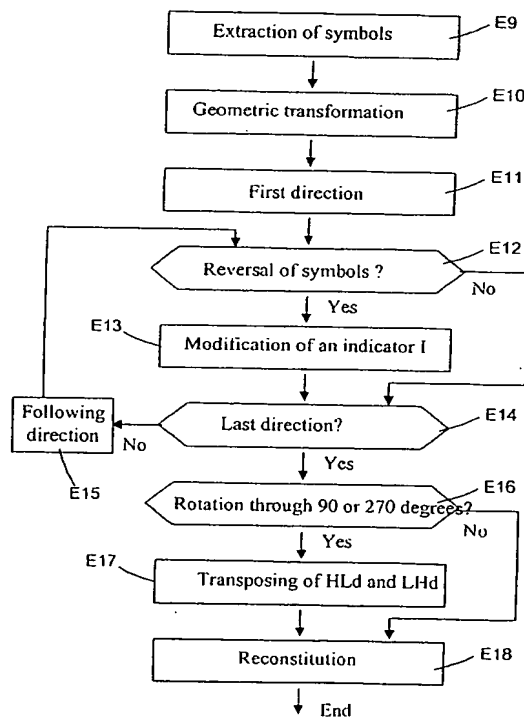 Extraction of symbols
E9
Geometric transformation
E10
First direction
E11
Reversal of symbols ?
E12
No
Yes
E13
Modification of an indicator I
Following
direction
Last direction?
E14
No
E15
Yes
E16
Rotation through 90 or 270 degrees?
No
Yes
E17
Transposing of HLd and LHd
Reconstitution
E18
End